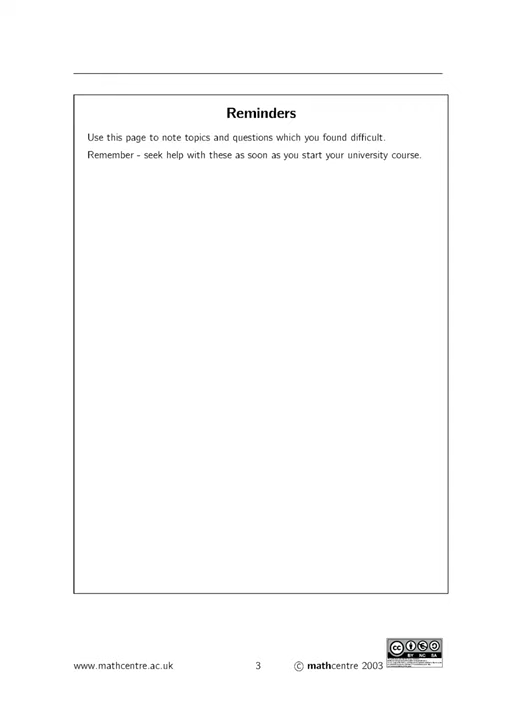 Reminders
Use this page to note topics and questions which you found difficult.
Remember - seek help with these as soon as you start your university course.
www.mathcentre.ac.uk 3 © mathcentre 2003
cc BY NC SA